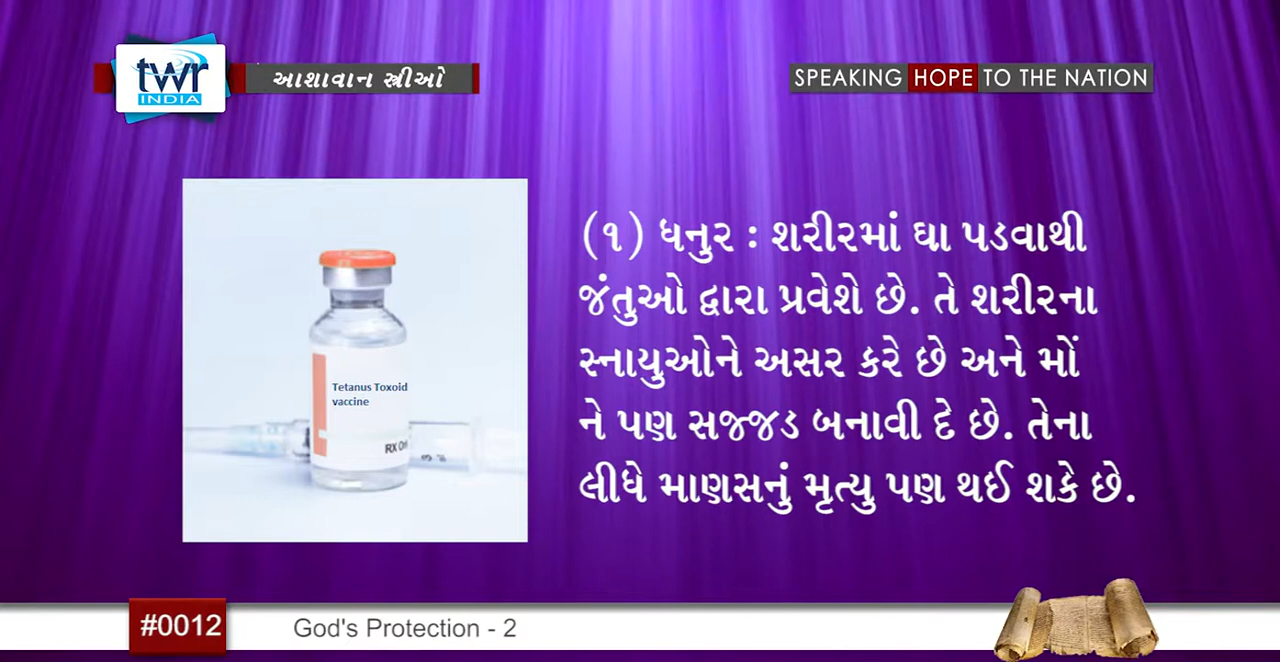 twr
INDIA
આશાવાન સ્ત્રીઓ
SPEAKING HOPE TO THE NATION
(૧) ધનુર : શરીરમાં ઘા પડવાથી
જંતુઓ દ્વારા પ્રવેશે છે. તે શરીરના
સ્નાયુઓને અસર કરે છે અને મોં
ને પણ સજ્જડ બનાવી દે છે. તેના
લીધે માણસનું મૃત્યુ પણ થઈ શકે છે.
Tetanus Toxoid
vaccine
RX
#0012
God's Protection - 2